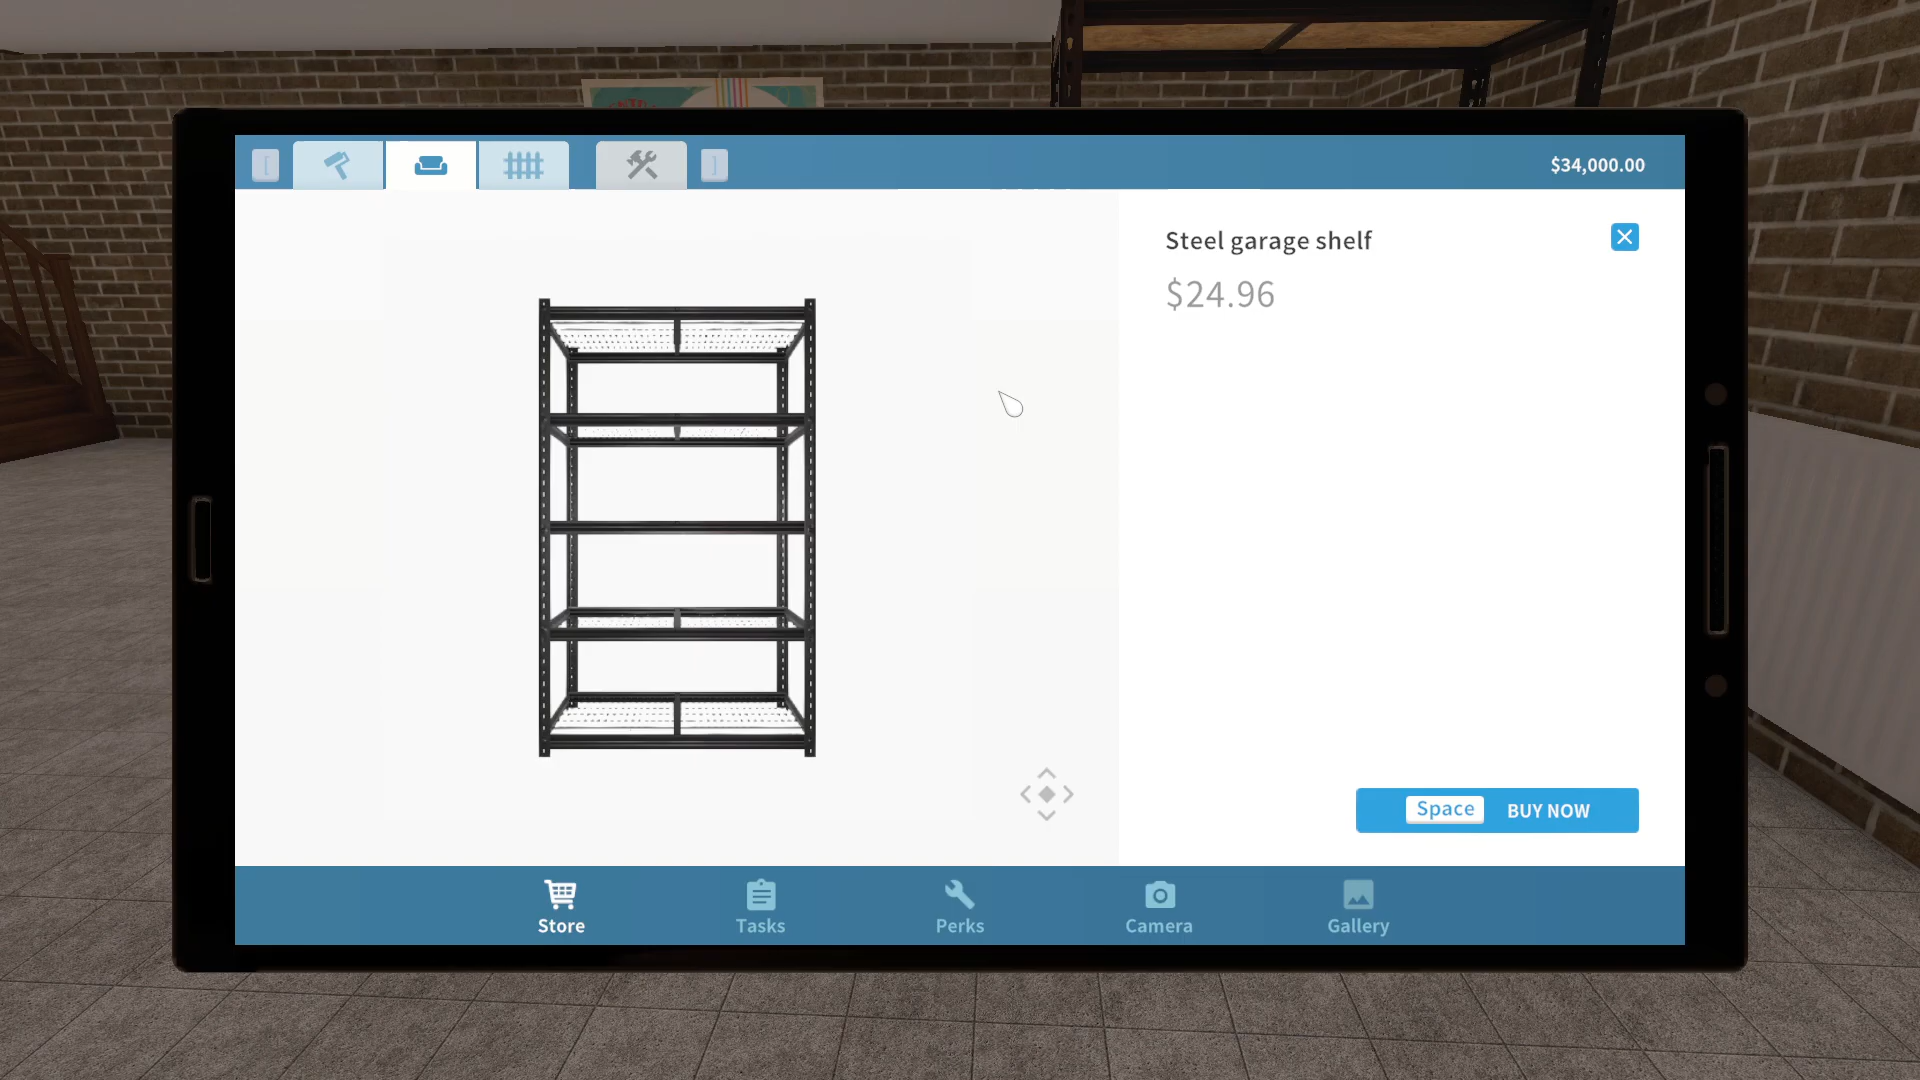 [
]
$34,000.00
Steel garage shelf
$24.96
Space BUY NOW
Store
Tasks
Perks
Camera
Gallery